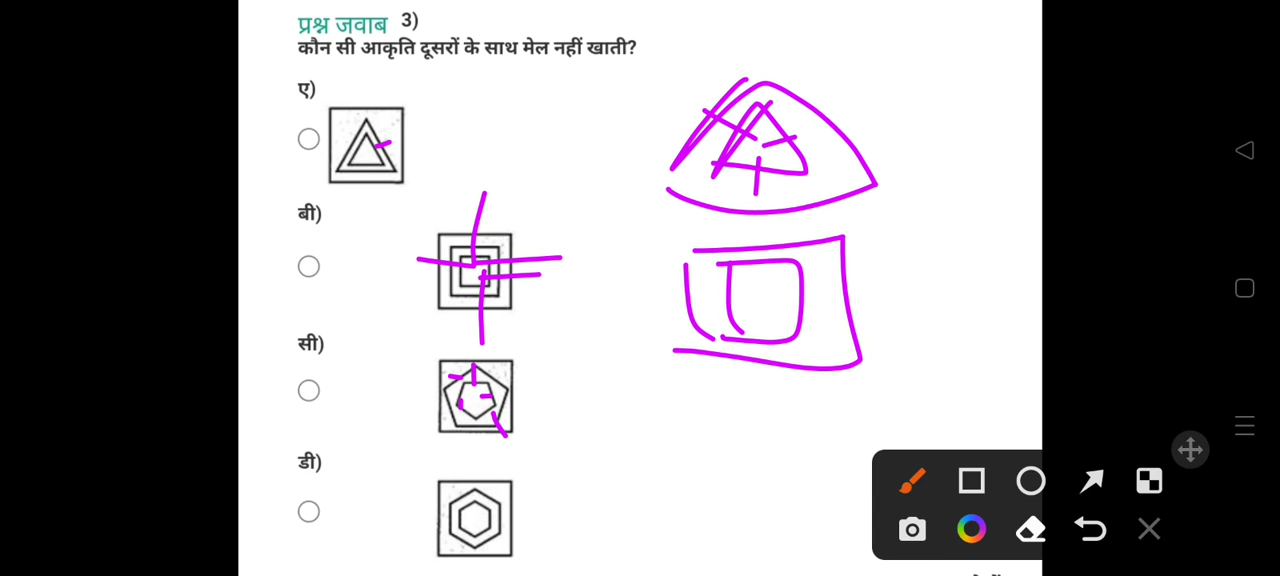 प्रश्न जवाब 3)
कौन सी आकृति दूसरों के साथ मेल नहीं खाती?
ए)
बी)
सी)
डी)